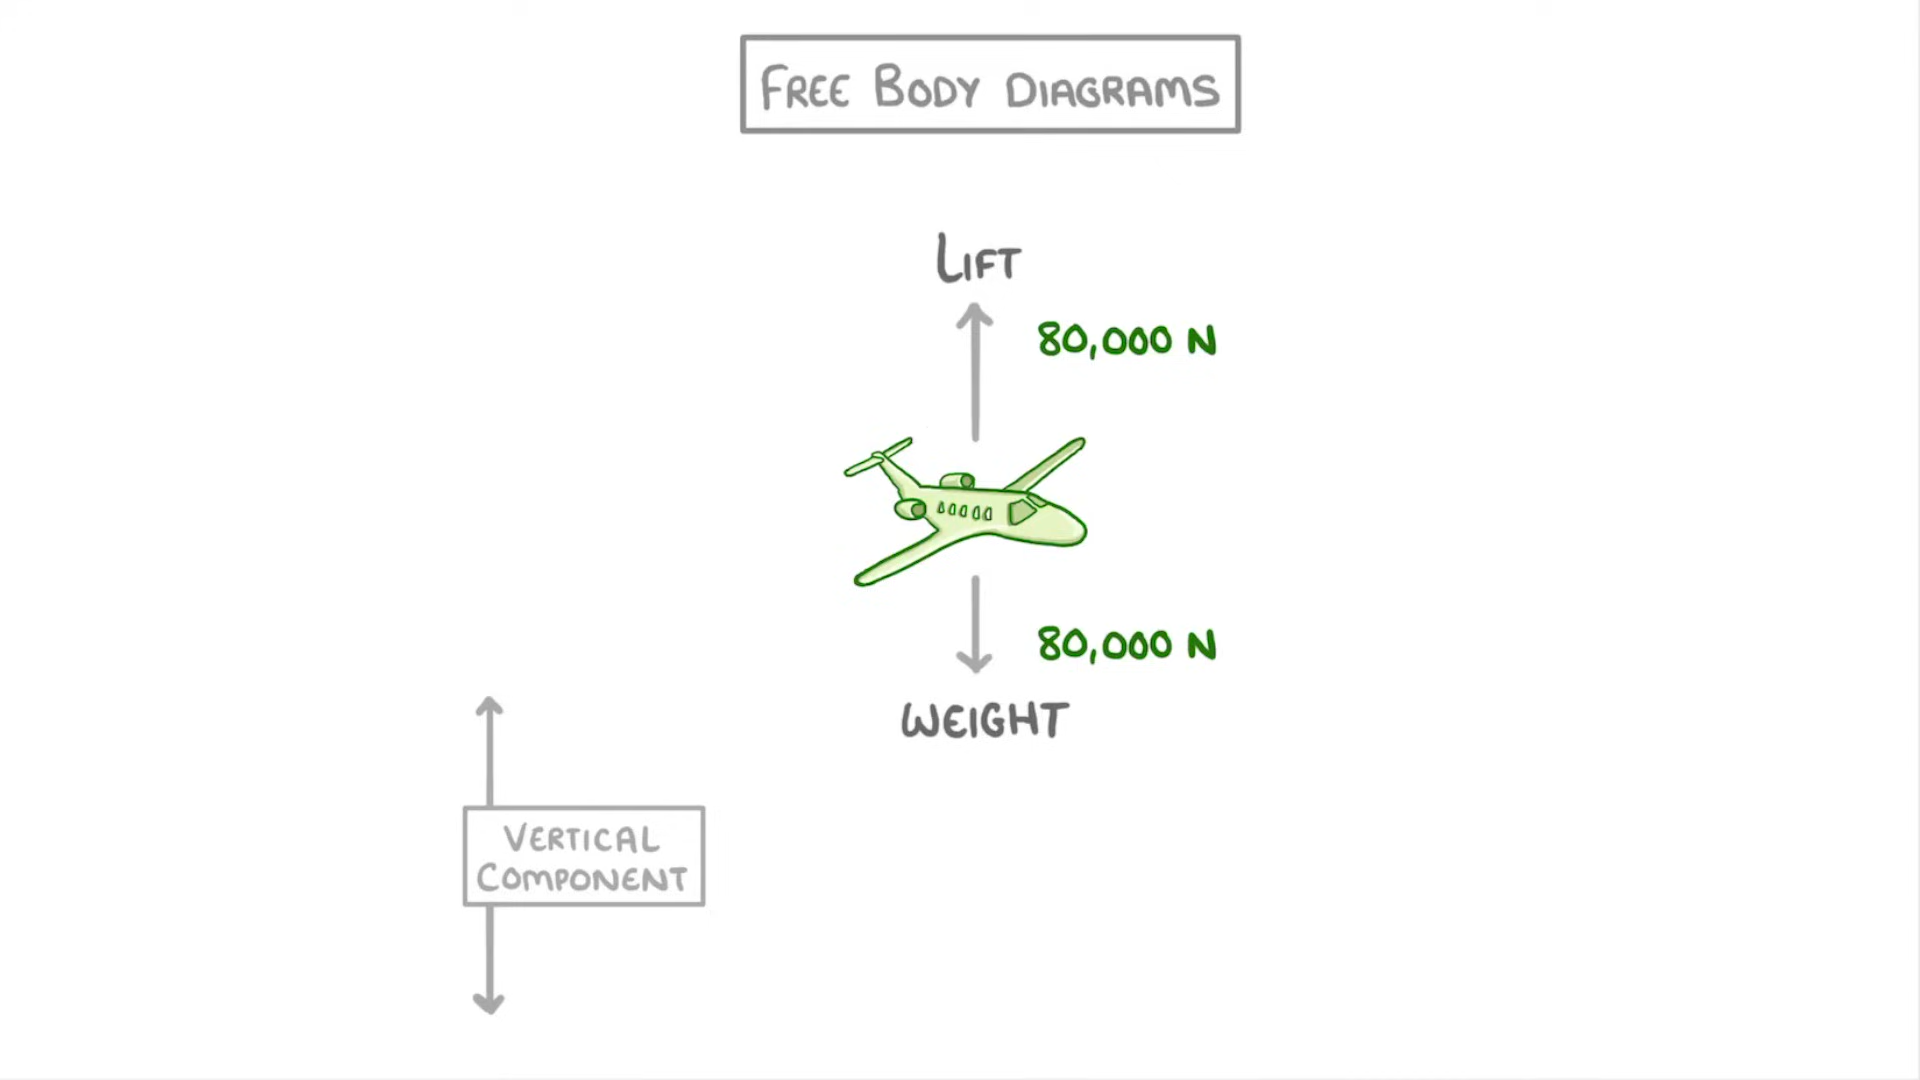 FREE BODY DIAGRAMS
LIFT
80,000 N
80,000 N
WEIGHT
VERTICAL
COMPONENT